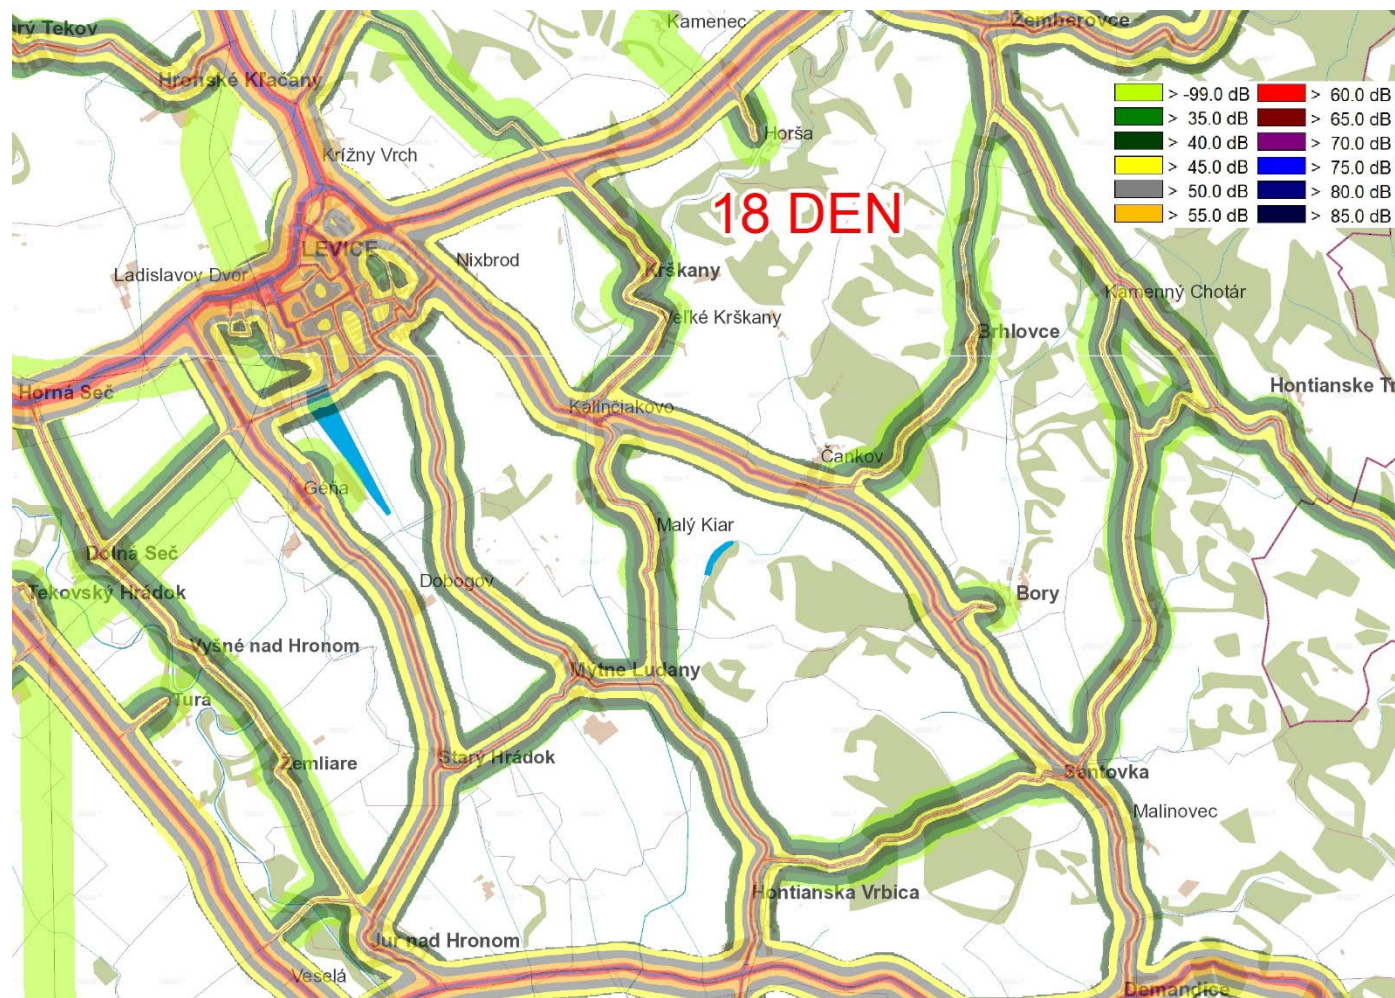 Kamenec
Žemberovce
rý Tekov
Hronské Kľačany
> -99.0 dB
> 60.0 dB
> 35.0 dB
> 65.0 dB
> 40.0 dB
> 70.0 dB
> 45.0 dB
> 75.0 dB
> 50.0 dB
> 80.0 dB
> 55.0 dB
> 85.0 dB
Horša
Krížny Vrch
18 DEN
LEVICE
Nixbrod
Ladislavov Dvor
Krškany
Kamenný Chotár
Veľké Krškany
Brhlovce
Horná Seč
Hontianske Tr
Kalinčiakovo
Čankov
Géňa
Malý Kiar
Dolná Seč
Dobogov
Tekovský Hrádok
Bory
Vyšné nad Hronom
Mýtne Ludany
Tura
Starý Hrádok
Žemliare
Santovka
Malinovec
Hontianska Vrbica
Jur nad Hronom
Veselá
Demandice